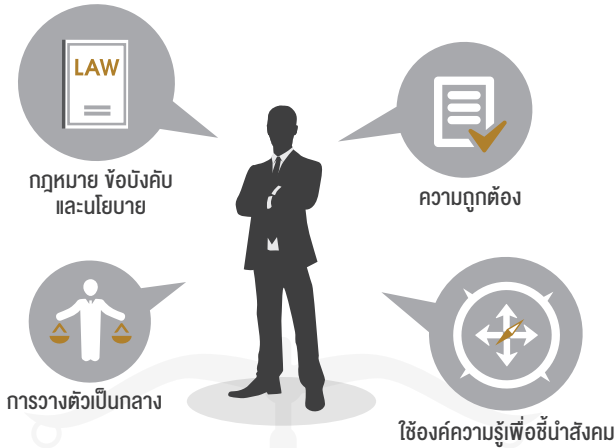 LAW
กฎหมาย ข้อบังคับ
และนโยบาย
ความถูกต้อง
การวางตัวเป็นกลาง
ใช้องค์ความรู้เพื่อชี้นำสังคม